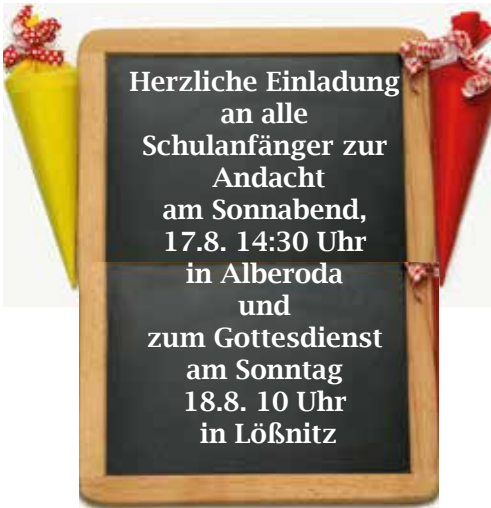 Herzliche Einladung
an alle
Schulanfänger zur
Andacht
am Sonnabend,
17.8. 14:30 Uhr
in Alberoda
und
zum Gottesdienst
am Sonntag
18.8. 10 Uhr
in Lößnitz